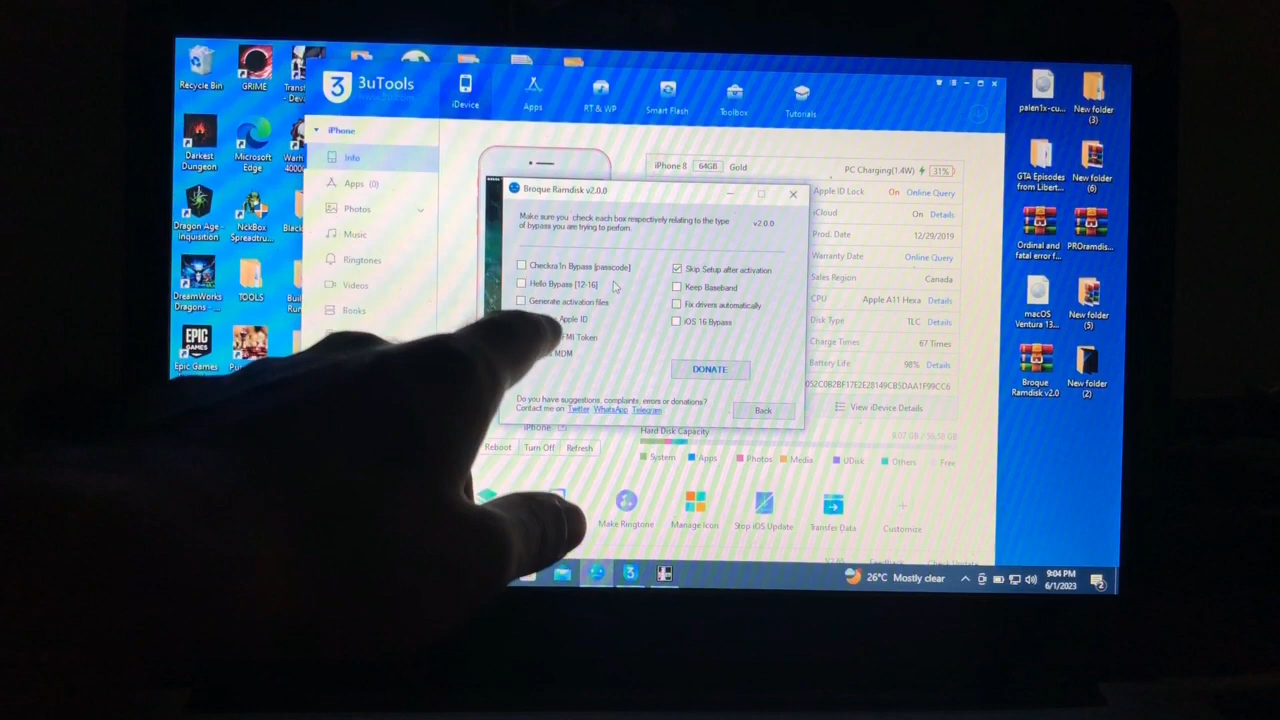 Recycle Bin
GRIME
Darkest
Dungeon
Microsoft
Edge
Dragon Age -
Inquisition
NckBox
Spreadtru...
DreamWorks
Dragons -...
TOOLS
EPIC
GAMES
Epic Games
3
3uTools
iDevice
Apps
RT & WP
Smart Flash
Toolbox
Tutorials
iPhone
Info
Apps (0)
Photos
Music
Ringtones
Videos
Books
iPhone 8 64GB Gold
PC Charging(1.4W) 31%
Apple ID Lock On Online Query
iCloud On Details
Prod. Date 12/29/2019
Warranty Date Online Query
Sales Region Canada
CPU Apple A11 Hexa Details
Disk Type TLC Details
Charge Times 67 Times
Battery Life 98% Details
View iDevice Details
Broque Ramdisk v2.0.0
Make sure you check each box respectively relating to the type
of bypass you are trying to perfom.
v2.0.0
Checkra1n Bypass [passcode]
Hello Bypass [12-16]
Generate activation files
Apple ID
FMI Token
MDM
Skip Setup after activation
Keep Baseband
Fix drivers automatically
iOS 16 Bypass
DONATE
Do you have suggestions, complaints, errors or donations?
Contact me on Twitter WhatsApp Telegram
Back
iPhone
Reboot Turn Off Refresh
Hard Disk Capacity
System Apps Photos Media UDisk Others Free
Make Ringtone
Manage Icon
Stop iOS Update
Transfer Data
Customize
palen1x-cu...
New folder
(3)
GTA Episodes
from Libert...
New folder
(6)
Ordinal and
fatal error f...
PROramdis...
macOS
Ventura 13...
New folder
(5)
Broque
Ramdisk v2.0
New folder
(2)
26°C Mostly clear
9:04 PM
6/1/2023
2